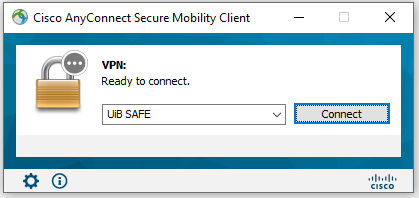 Cisco AnyConnect Secure Mobility Client
VPN:
Ready to connect.
UiB SAFE
Connect
CISCO